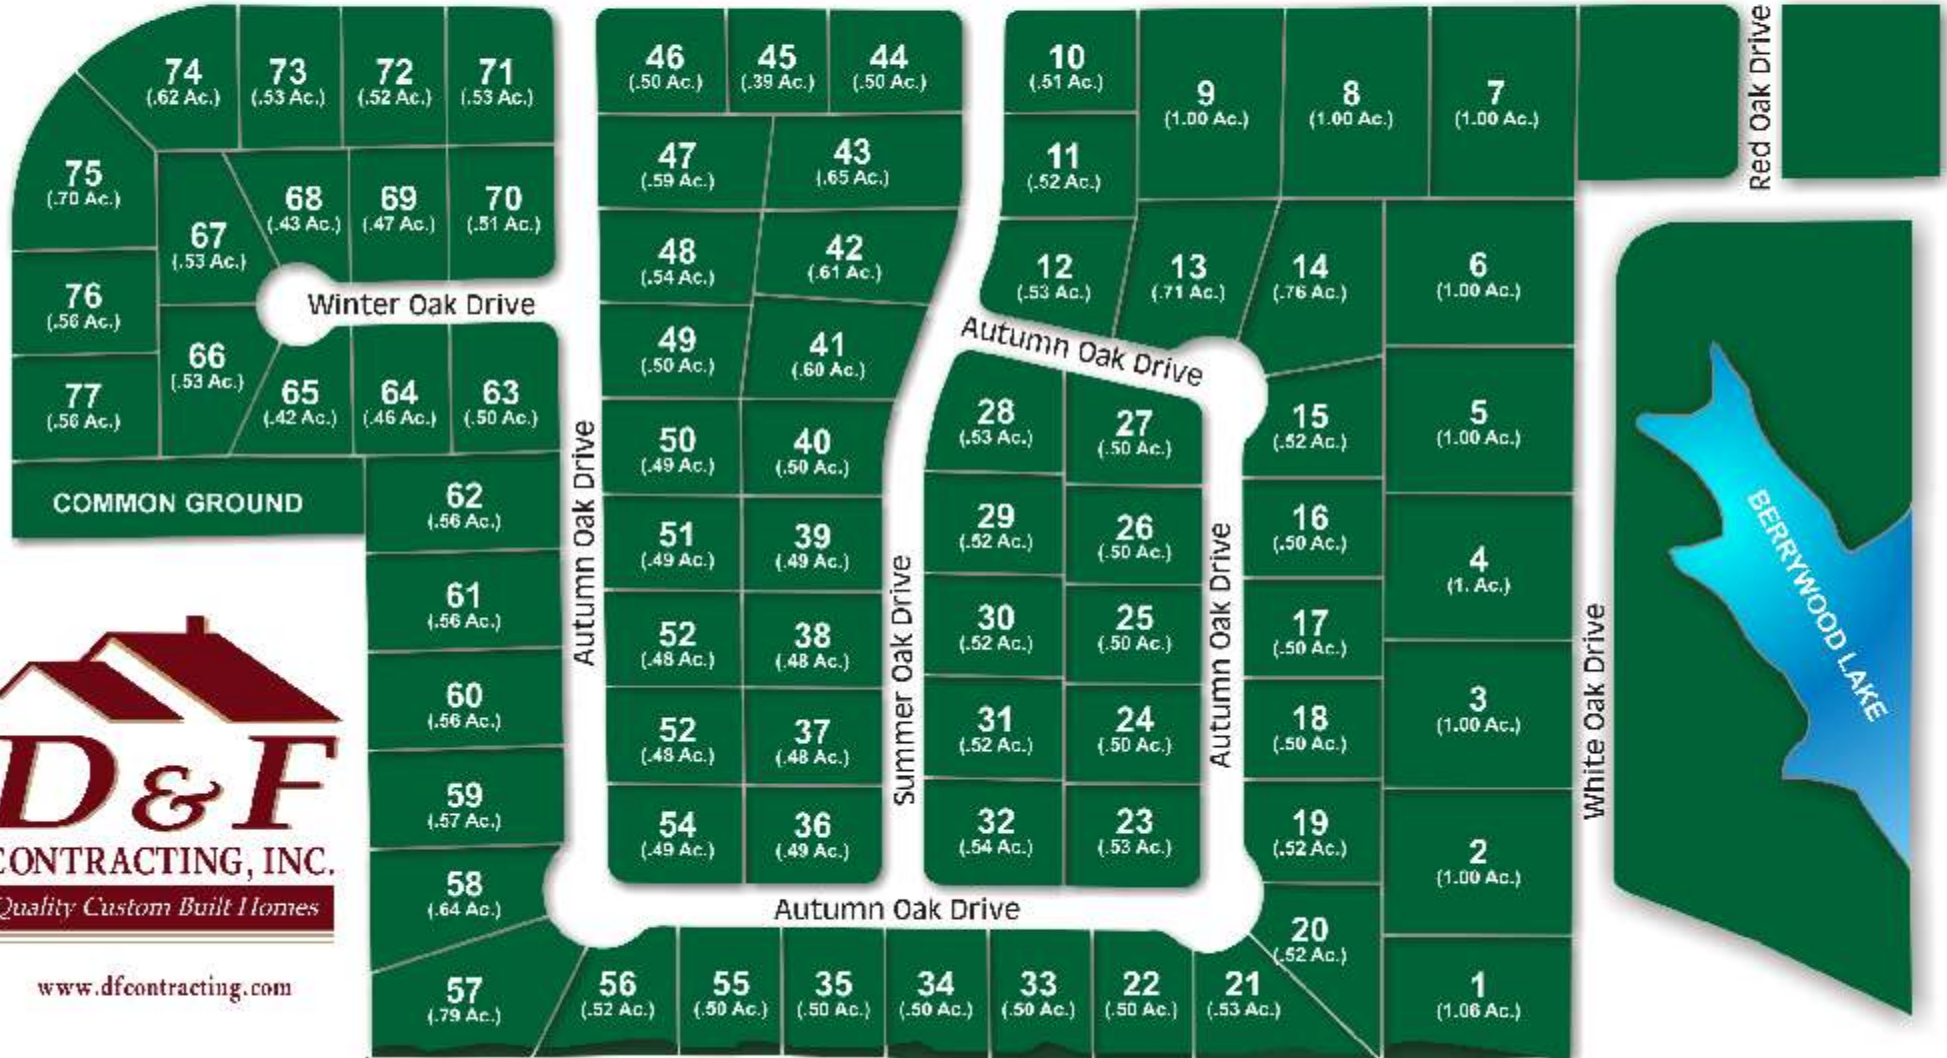 74
(.62 Ac.)
73
(.53 Ac.)
72
(.52 Ac.)
71
(.53 Ac.)
46
(.50 Ac.)
45
(.39 Ac.)
44
(.50 Ac.)
10
(.51 Ac.)
9
(1.00 Ac.)
8
(1.00 Ac.)
7
(1.00 Ac.)
Red Oak Drive
75
(.70 Ac.)
67
(.53 Ac.)
68
(.43 Ac.)
69
(.47 Ac.)
70
(.51 Ac.)
47
(.59 Ac.)
43
(.65 Ac.)
11
(.52 Ac.)
48
(.54 Ac.)
42
(.61 Ac.)
12
(.53 Ac.)
13
(.71 Ac.)
14
(.76 Ac.)
6
(1.00 Ac.)
76
(.56 Ac.)
Winter Oak Drive
49
(.50 Ac.)
41
(.60 Ac.)
Autumn Oak Drive
77
(.56 Ac.)
66
(.53 Ac.)
65
(.42 Ac.)
64
(.46 Ac.)
63
(.50 Ac.)
50
(.49 Ac.)
40
(.50 Ac.)
28
(.53 Ac.)
27
(.50 Ac.)
15
(.52 Ac.)
5
(1.00 Ac.)
COMMON GROUND
62
(.56 Ac.)
Autumn Oak Drive
51
(.49 Ac.)
39
(.49 Ac.)
29
(.52 Ac.)
26
(.50 Ac.)
16
(.50 Ac.)
4
(1. Ac.)
BERRYWOOD LAKE
61
(.56 Ac.)
52
(.48 Ac.)
38
(.48 Ac.)
Summer Oak Drive
30
(.52 Ac.)
25
(.50 Ac.)
Autumn Oak Drive
17
(.50 Ac.)
3
(1.00 Ac.)
White Oak Drive
60
(.56 Ac.)
52
(.48 Ac.)
37
(.48 Ac.)
31
(.52 Ac.)
24
(.50 Ac.)
18
(.50 Ac.)
59
(.57 Ac.)
54
(.49 Ac.)
36
(.49 Ac.)
32
(.54 Ac.)
23
(.53 Ac.)
19
(.52 Ac.)
2
(1.00 Ac.)
58
(.64 Ac.)
Autumn Oak Drive
20
(.52 Ac.)
57
(.79 Ac.)
56
(.52 Ac.)
55
(.50 Ac.)
35
(.50 Ac.)
34
(.50 Ac.)
33
(.50 Ac.)
22
(.50 Ac.)
21
(.53 Ac.)
1
(1.06 Ac.)
D & F
CONTRACTING, INC.
Quality Custom Built Homes
www.dfcontracting.com